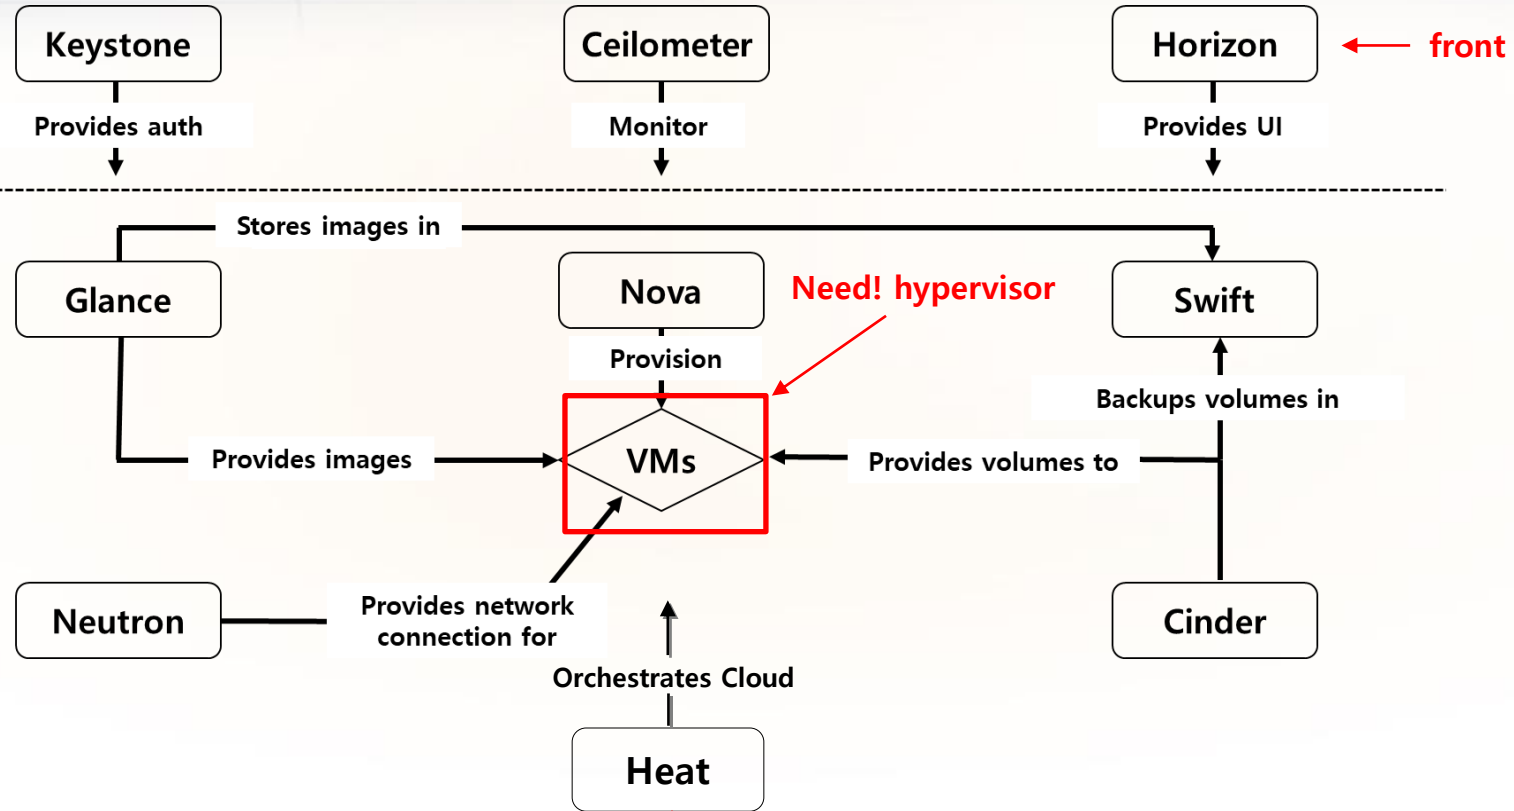 Keystone
Ceilometer
Horizon
front
Provides auth
Monitor
Provides UI
Stores images in
Glance
Nova
Need! hypervisor
Swift
Provision
Backups volumes in
Provides images
VMs
Provides volumes to
Neutron
Provides network
connection for
Cinder
Orchestrates Cloud
Heat